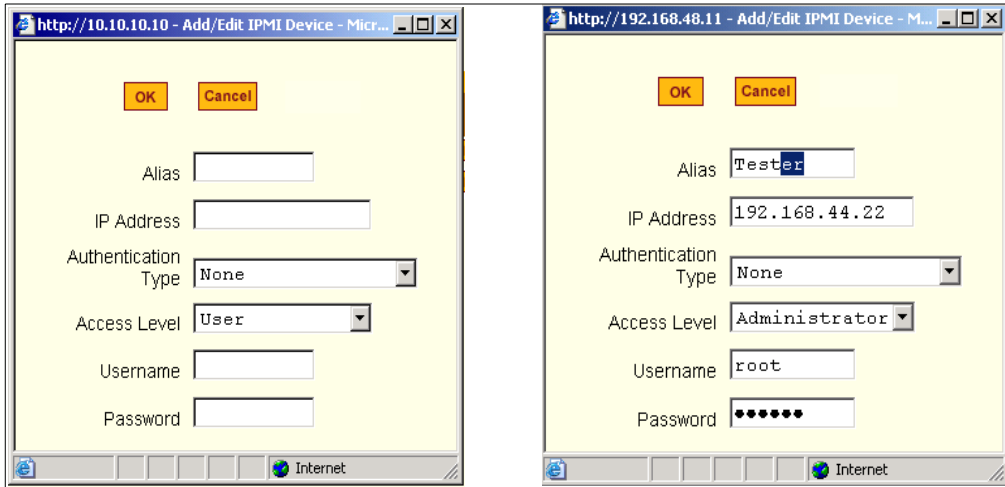 http://10.10.10.10 - Add/Edit IPMI Device - Micr...
OK Cancel
Alias
IP Address
Authentication
Type None
Access Level User
Username
Password
Internet
http://192.168.48.11 - Add/Edit IPMI Device - M...
OK Cancel
Alias Tester
IP Address 192.168.44.22
Authentication
Type None
Access Level Administrator
Username root
Password ●●●●●●
Internet